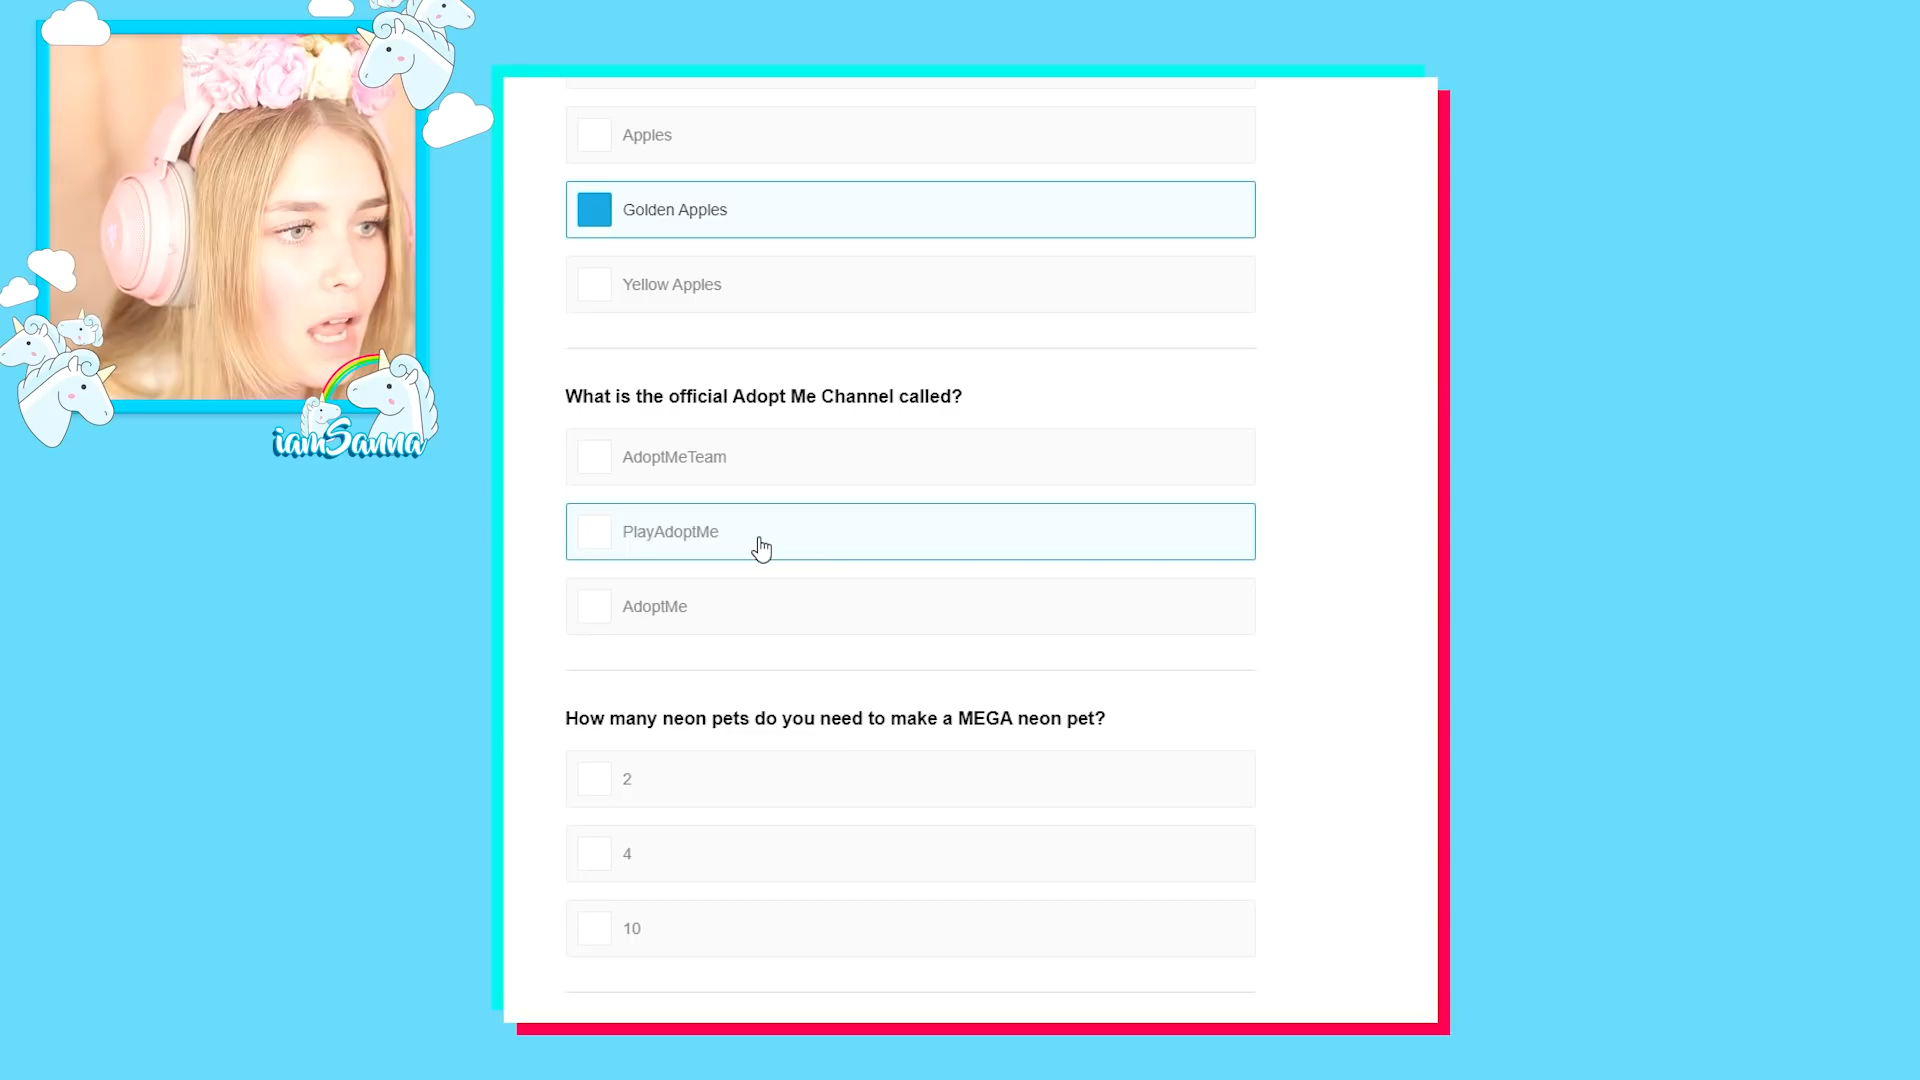 Apples
Golden Apples
Yellow Apples
What is the official Adopt Me Channel called?
AdoptMeTeam
PlayAdoptMe
AdoptMe
How many neon pets do you need to make a MEGA neon pet?
2
4
10
iamSanna